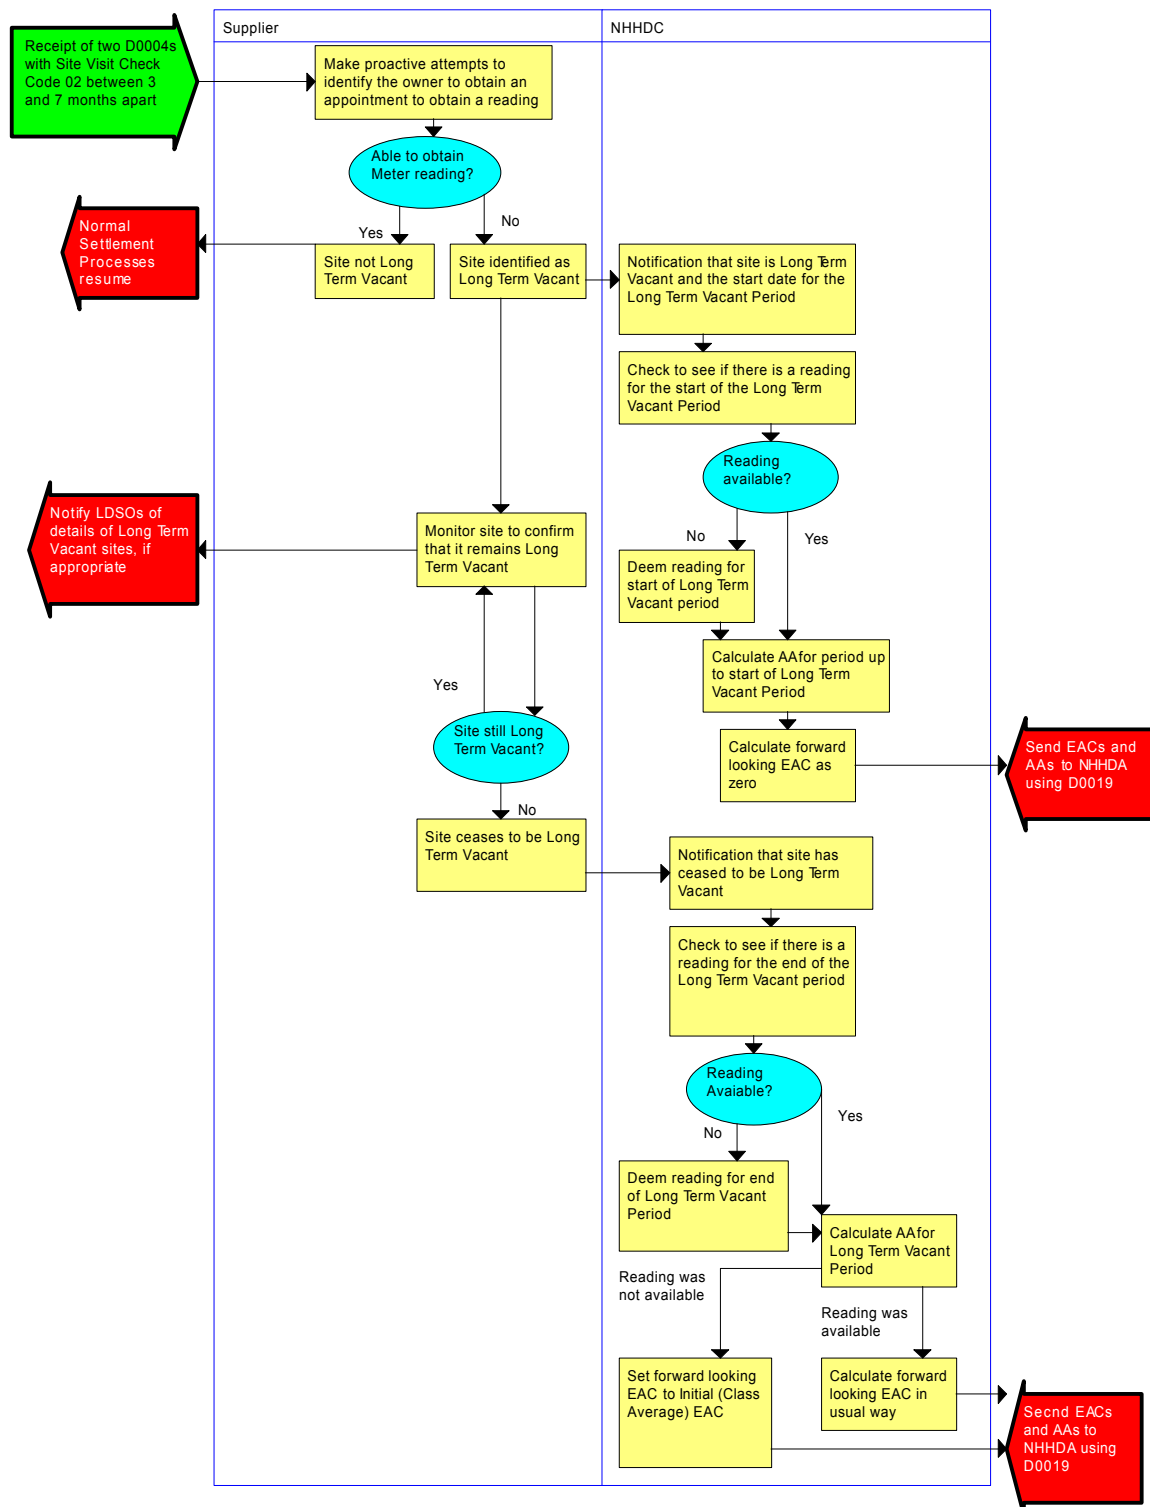 Supplier
NHHDC
Receipt of two D0004s
with Site Visit Check
Code 02 between 3
and 7 months apart
Make proactive attempts to
identify the owner to obtain an
appointment to obtain a reading
Able to obtain
Meter reading?
Yes
No
Normal
Settlement
Processes
resume
Site not Long
Term Vacant
Site identified as
Long Term Vacant
Notification that site is Long Term
Vacant and the start date for the
Long Term Vacant Period
Check to see if there is a reading
for the start of the Long Term
Vacant Period
Reading
available?
No
Yes
Notify LDSOs of
details of Long Term
Vacant sites, if
appropriate
Monitor site to confirm
that it remains Long
Term Vacant
Deem reading for
start of Long Term
Vacant period
Calculate AAfor period up
to start of Long Term
Vacant Period
Yes
Site still Long
Term Vacant?
Calculate forward
looking EAC as
zero
Send EACs and
AAs to NHHDA
using D0019
No
Site ceases to be Long
Term Vacant
Notification that site has
ceased to be Long Term
Vacant
Check to see if there is a
reading for the end of the
Long Term Vacant period
Reading
Avaiable?
No
Yes
Deem reading for end
of Long Term Vacant
Period
Calculate AAfor
Long Term Vacant
Period
Reading was
not available
Reading was
available
Set forward looking
EAC to Initial (Class
Average) EAC
Calculate forward
looking EAC in
usual way
Secnd EACs
and AAs to
NHHDA using
D0019